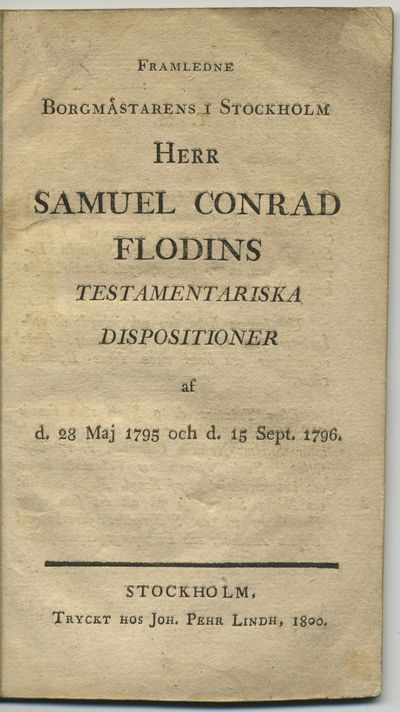 FRAMLEDNE
BORGMÅSTARENS I STOCKHOLM
HERR
SAMUEL CONRAD
FLODINS
TESTAMENTARISKA
DISPOSITIONER
af
d. 28 Maj 1795 och d. 15 Sept. 1796.
STOCKHOLM,
TRYCKT HOS JOH. PEHR LINDH, 1800.